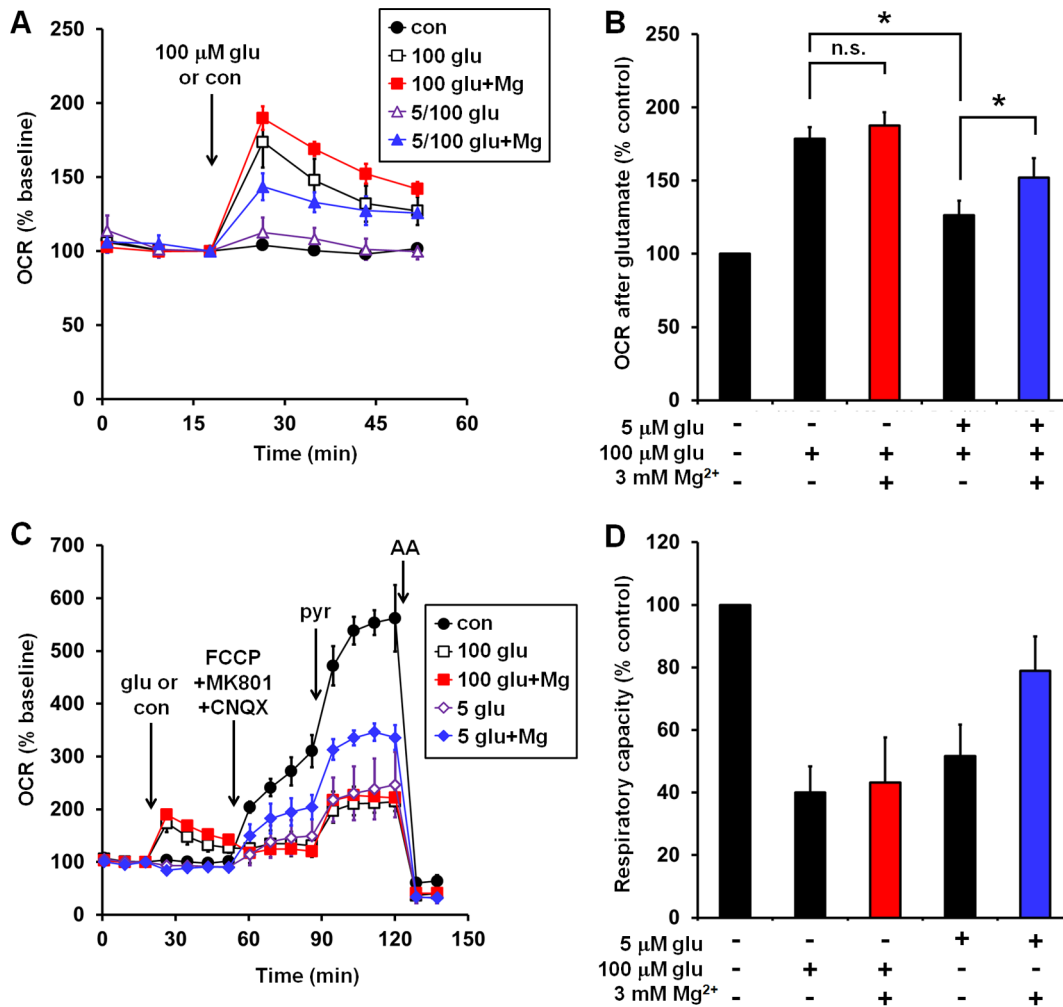 A
OCR (% baseline)
250
200
150
100
50
0
0
15
30
45
60
Time (min)
100 µM glu
or con
con
100 glu
100 glu+Mg
5/100 glu
5/100 glu+Mg
B
OCR after glutamate (% control)
250
200
150
100
50
0
*
n.s.
*
5 µM glu - - - + +
100 µM glu - + + + +
3 mM Mg²⁺ - - + - +
C
OCR (% baseline)
700
600
500
400
300
200
100
0
0
30
60
90
120
150
Time (min)
glu or
con
FCCP
+MK801
+CNQX
pyr
AA
con
100 glu
100 glu+Mg
5 glu
5 glu+Mg
D
Respiratory capacity (% control)
120
100
80
60
40
20
0
5 µM glu - - - + +
100 µM glu - + + - -
3 mM Mg²⁺ - - + - +